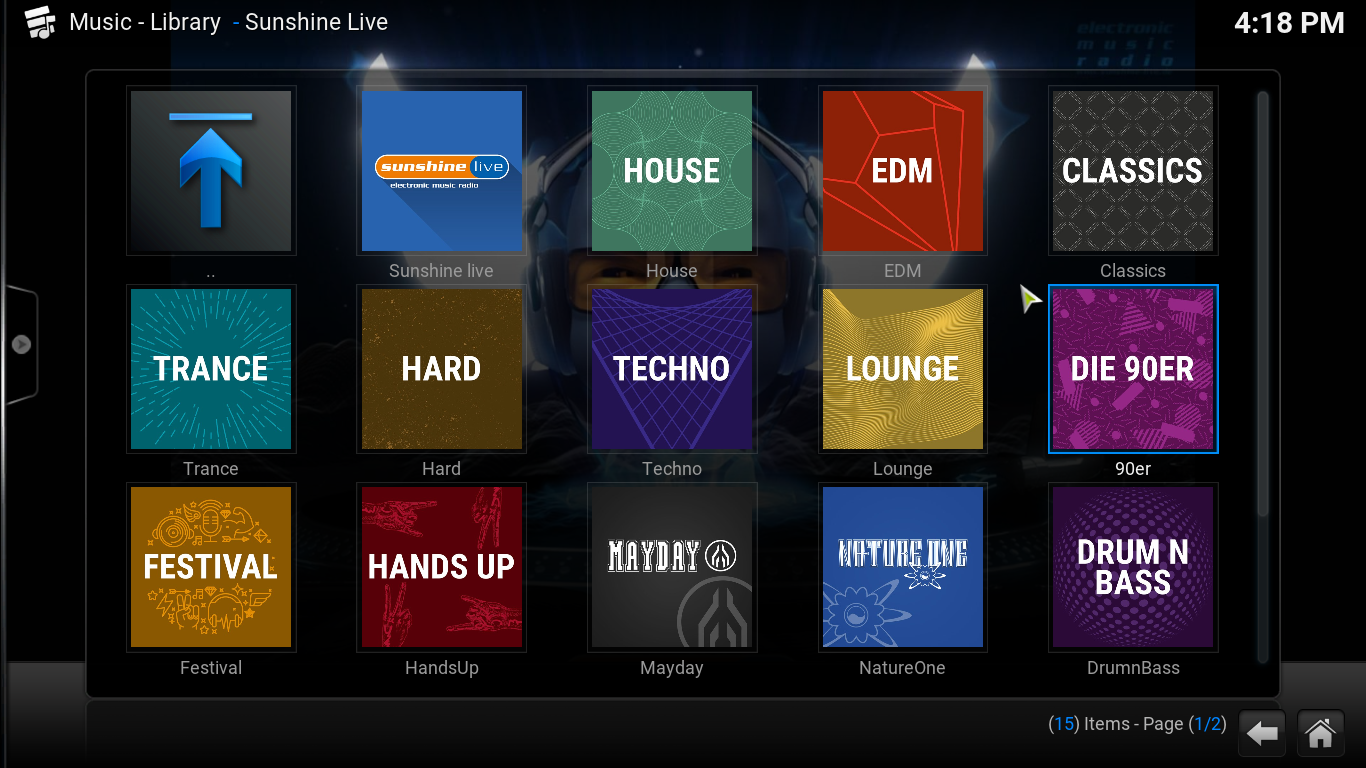 Music - Library - Sunshine Live
4:18 PM
electronic
music
radio
sunshine live
electronic music radio
HOUSE
EDM
CLASSICS
..
Sunshine live
House
EDM
Classics
TRANCE
HARD
TECHNO
LOUNGE
DIE 90ER
Trance
Hard
Techno
Lounge
90er
FESTIVAL
HANDS UP
MAYDAY
NATURE ONE
DRUM N
BASS
Festival
HandsUp
Mayday
NatureOne
DrumnBass
(15) Items - Page (1/2)